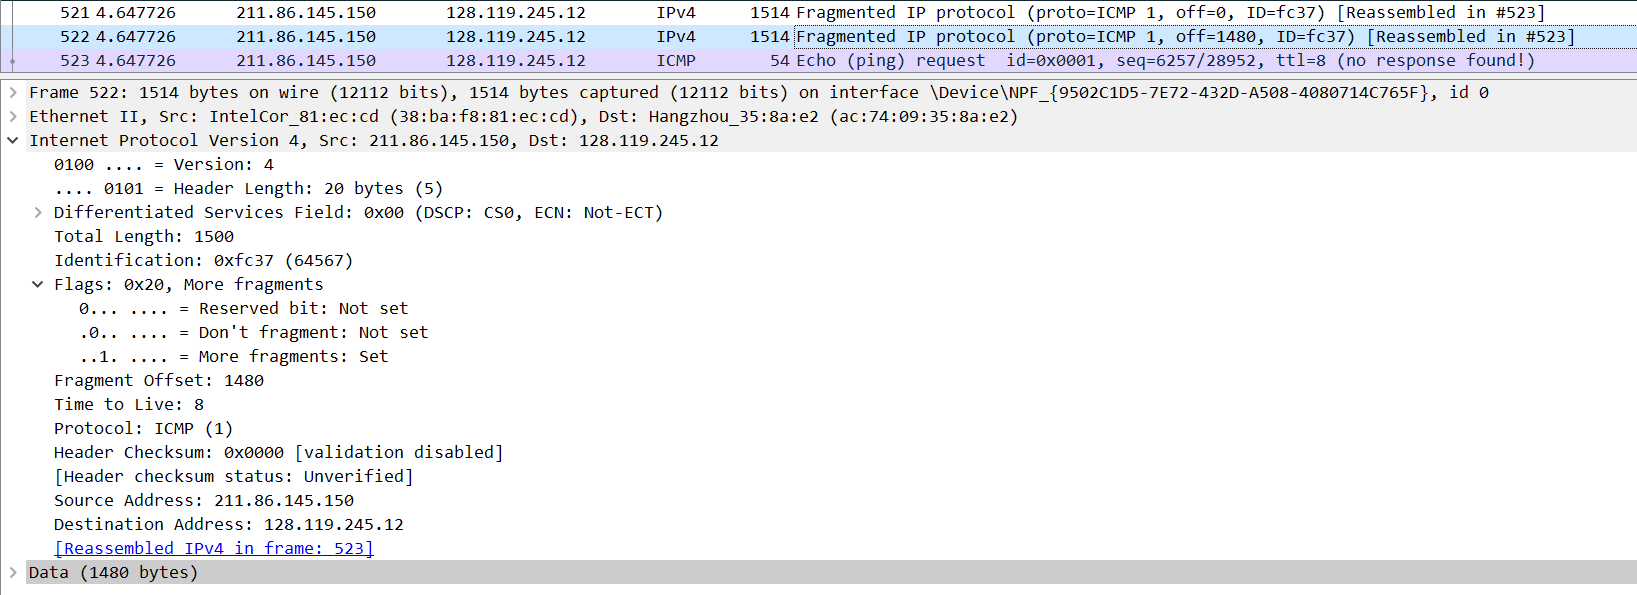 521 4.647726 211.86.145.150 128.119.245.12 IPv4 1514 Fragmented IP protocol (proto=ICMP 1, off=0, ID=fc37) [Reassembled in #523]
522 4.647726 211.86.145.150 128.119.245.12 IPv4 1514 Fragmented IP protocol (proto=ICMP 1, off=1480, ID=fc37) [Reassembled in #523]
523 4.647726 211.86.145.150 128.119.245.12 ICMP 54 Echo (ping) request id=0x0001, seq=6257/28952, ttl=8 (no response found!)
Frame 522: 1514 bytes on wire (12112 bits), 1514 bytes captured (12112 bits) on interface \Device\NPF_{9502C1D5-7E72-432D-A508-4080714C765F}, id 0
Ethernet II, Src: IntelCor_81:ec:cd (38:ba:f8:81:ec:cd), Dst: Hangzhou_35:8a:e2 (ac:74:09:35:8a:e2)
Internet Protocol Version 4, Src: 211.86.145.150, Dst: 128.119.245.12
0100 .... = Version: 4
.... 0101 = Header Length: 20 bytes (5)
Differentiated Services Field: 0x00 (DSCP: CS0, ECN: Not-ECT)
Total Length: 1500
Identification: 0xfc37 (64567)
Flags: 0x20, More fragments
0... .... = Reserved bit: Not set
.0.. .... = Don't fragment: Not set
..1. .... = More fragments: Set
Fragment Offset: 1480
Time to Live: 8
Protocol: ICMP (1)
Header Checksum: 0x0000 [validation disabled]
[Header checksum status: Unverified]
Source Address: 211.86.145.150
Destination Address: 128.119.245.12
[Reassembled IPv4 in frame: 523]
Data (1480 bytes)